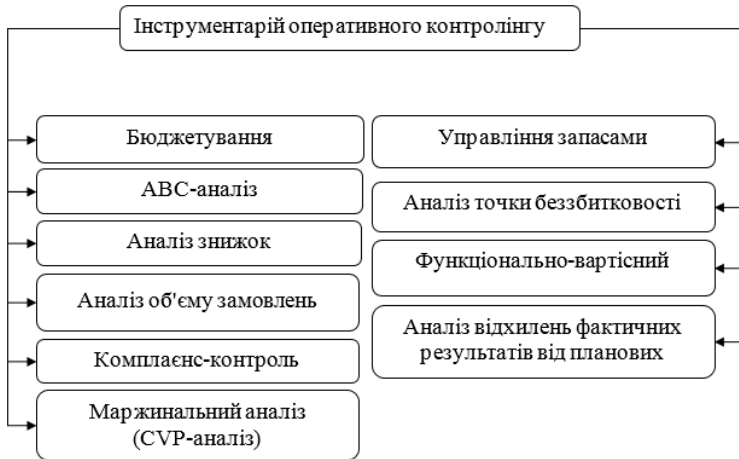 Інструментарій оперативного контролінгу
Бюджетування
АВС-аналіз
Аналіз знижок
Аналіз об'єму замовлень
Комплаєнс-контроль
Маржинальний аналіз
(CVP-аналіз)
Управління запасами
Аналіз точки беззбитковості
Функціонально-вартісний
Аналіз відхилень фактичних
результатів від планових